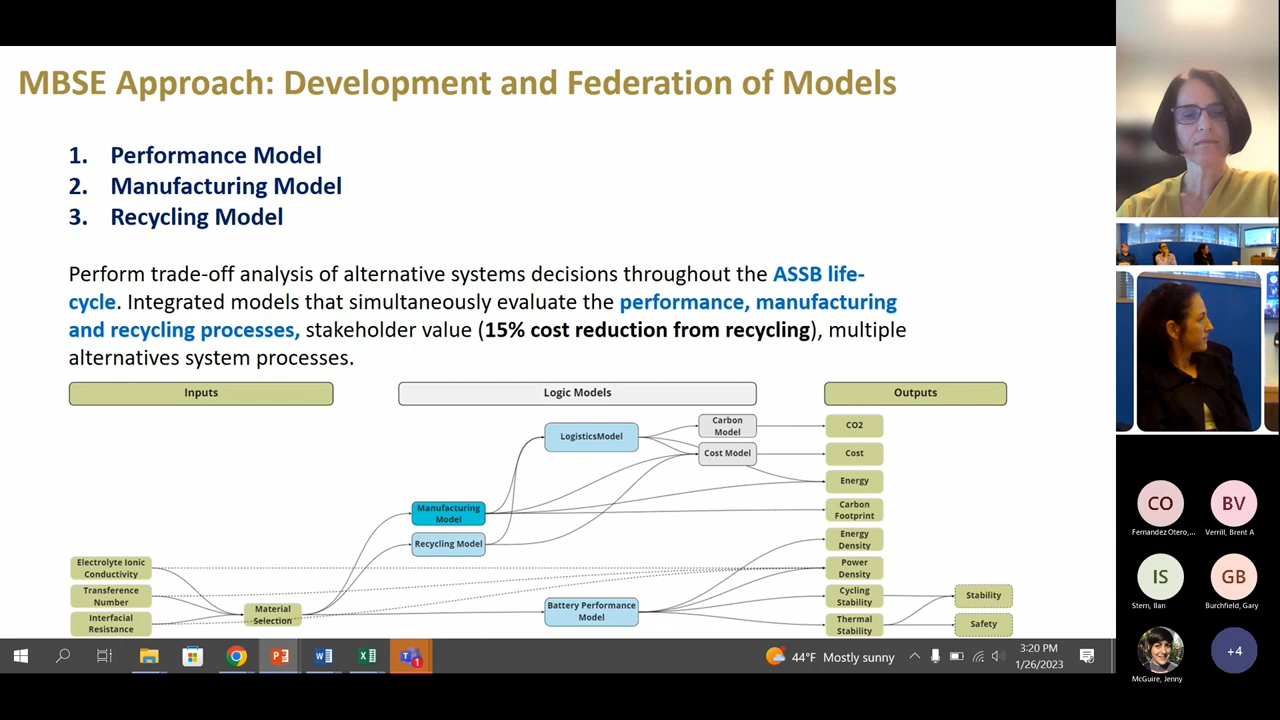 MBSE Approach: Development and Federation of Models
1. Performance Model
2. Manufacturing Model
3. Recycling Model
Perform trade-off analysis of alternative systems decisions throughout the ASSB life-
cycle. Integrated models that simultaneously evaluate the performance, manufacturing
and recycling processes, stakeholder value (15% cost reduction from recycling), multiple
alternatives system processes.
Inputs
Logic Models
Outputs
Electrolyte Ionic
Conductivity
Transference
Number
Interfacial
Resistance
Material
Selection
Manufacturing
Model
Recycling Model
LogisticsModel
Battery Performance
Model
Carbon
Model
Cost Model
CO2
Cost
Energy
Carbon
Footprint
Energy
Density
Power
Density
Cycling
Stability
Thermal
Stability
Stability
Safety
CO
Fernandez Otero,...
BV
Verrill, Brent A
IS
Stern, Ilan
GB
Burchfield, Gary
McGuire, Jenny
+4
1
44°F Mostly sunny
3:20 PM
1/26/2023